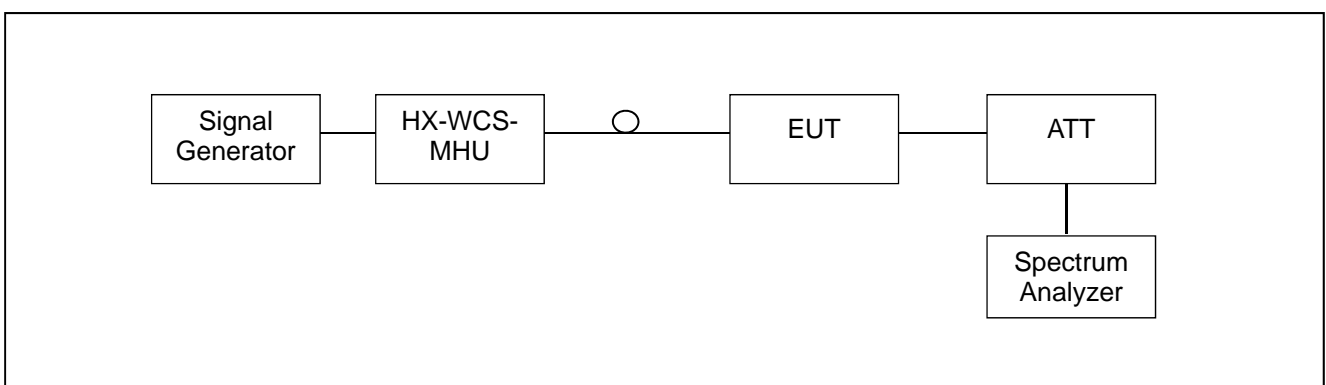 Signal
Generator
HX-WCS-
MHU
EUT
ATT
Spectrum
Analyzer